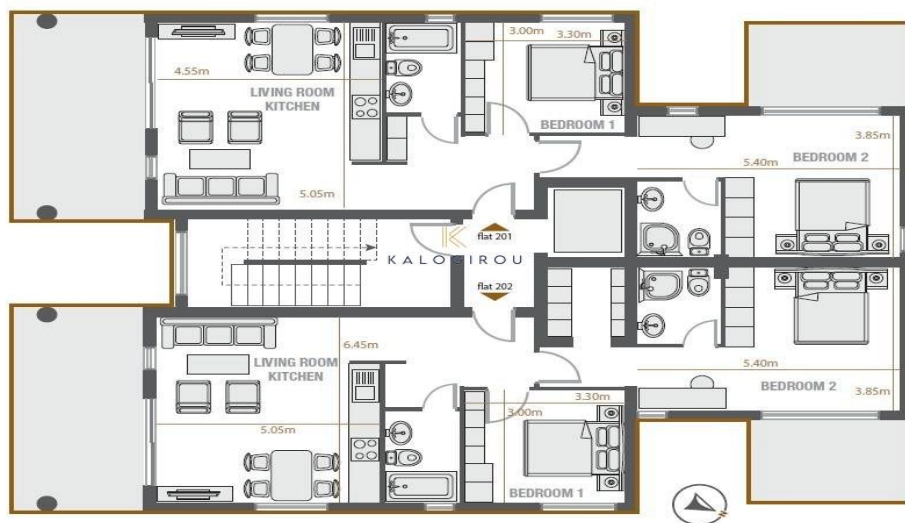 3.00m
3.30m
4.55m
LIVING ROOM
KITCHEN
BEDROOM 1
3.85m
BEDROOM 2
5.40m
5.05m
flat 201
KALOGIROU
flat 202
6.45m
LIVING ROOM
KITCHEN
5.40m
BEDROOM 2
3.85m
3.30m
3.00m
5.05m
BEDROOM 1